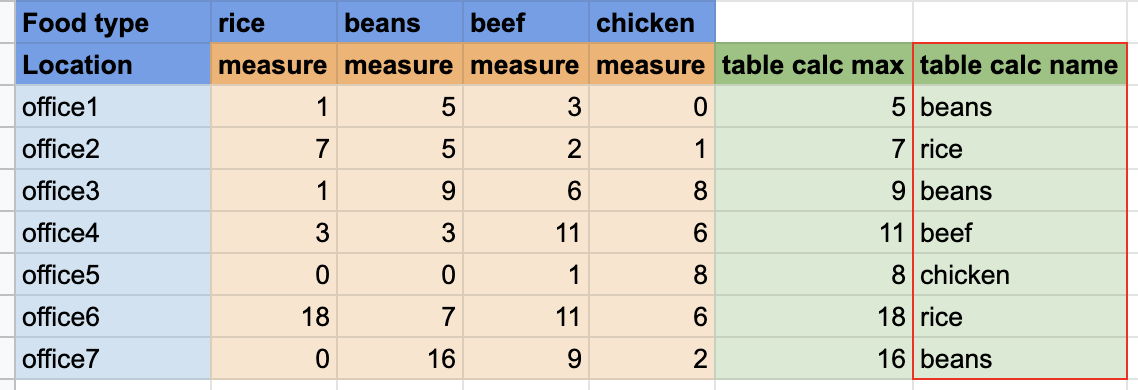 Food type rice beans beef chicken
Location measure measure measure measure table calc max table calc name
office1 1 5 3 0 5 beans
office2 7 5 2 1 7 rice
office3 1 9 6 8 9 beans
office4 3 3 11 6 11 beef
office5 0 0 1 8 8 chicken
office6 18 7 11 6 18 rice
office7 0 16 9 2 16 beans